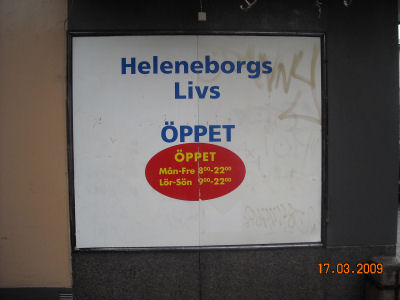 Heleneborgs
Livs
ÖPPET
ÖPPET
Mån-Fre 8⁰⁰-22⁰⁰
Lör-Sön 9⁰⁰-22⁰⁰
17.03.2009